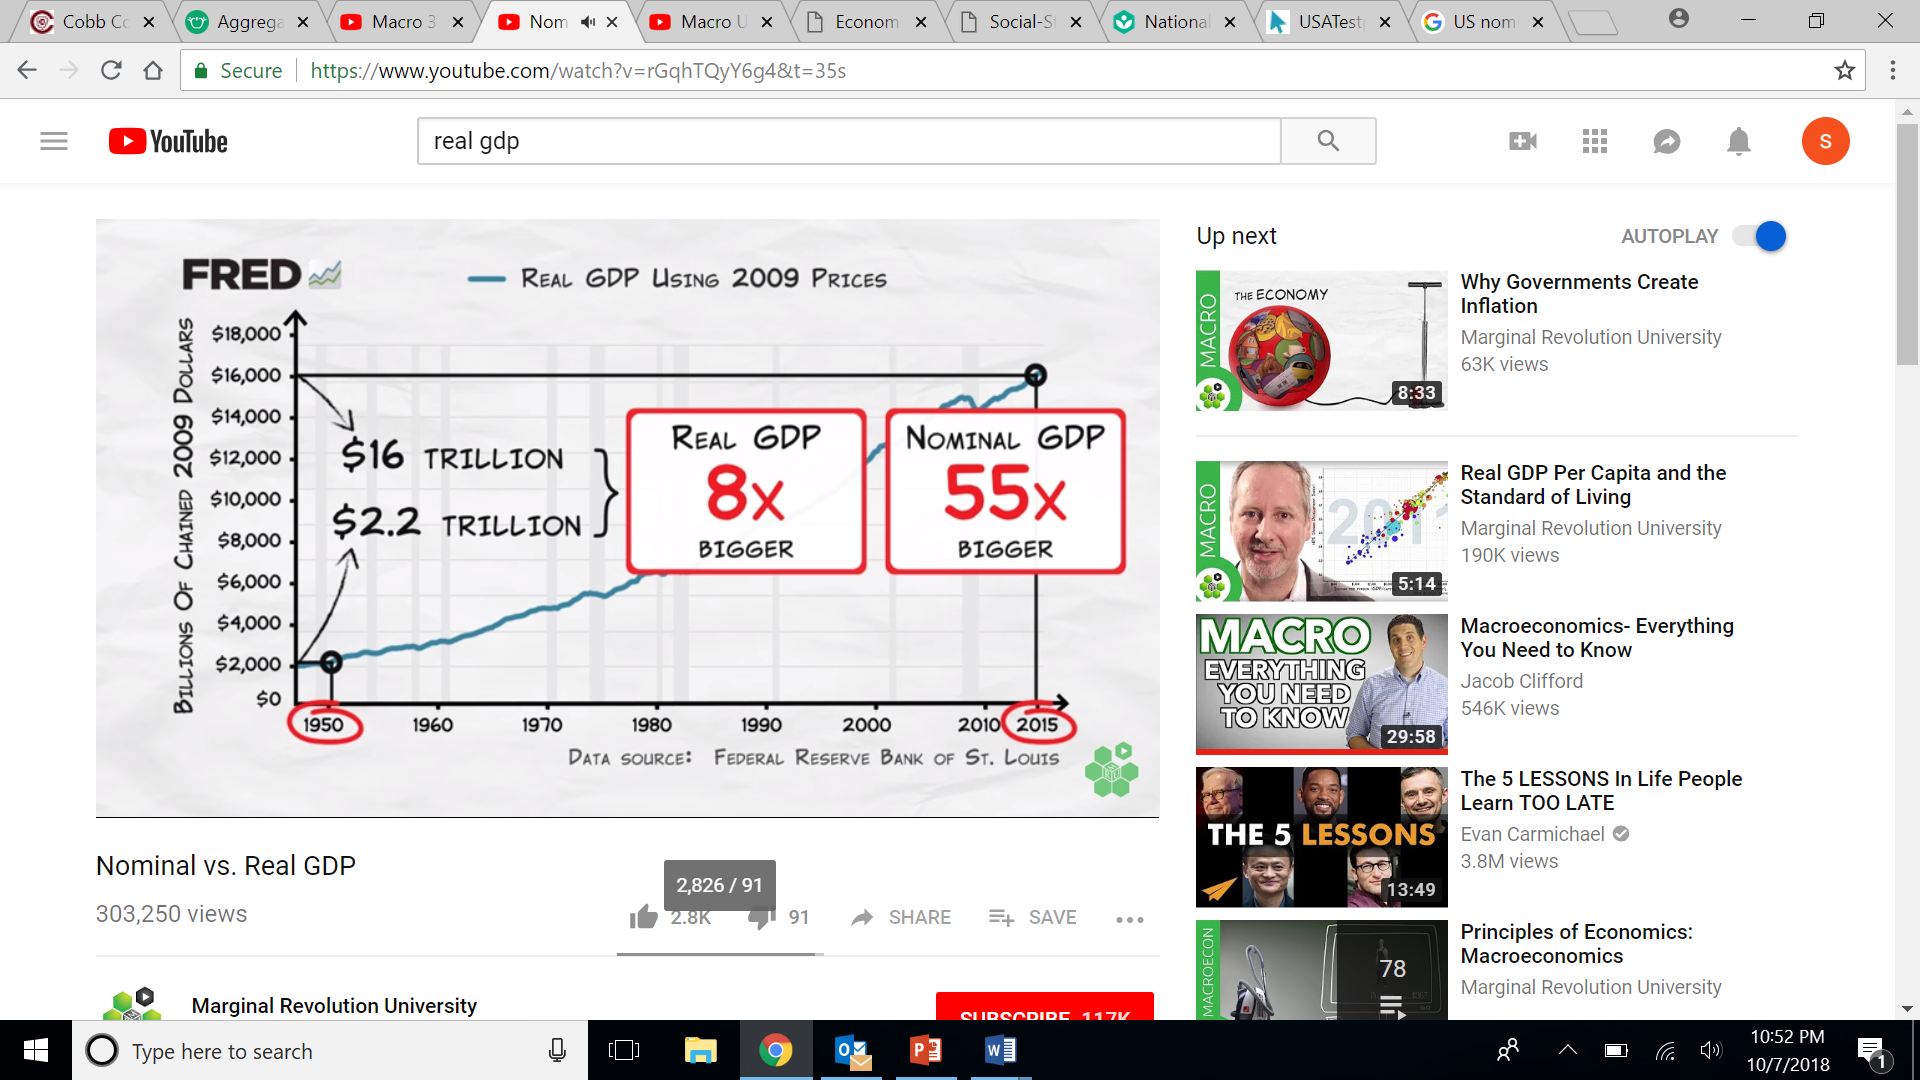 Cobb Co
Aggrega
Macro 3
Nom
Macro U
Econom
Social-S
National
USATest
US nom
Secure
https://www.youtube.com/watch?v=rGqhTQyY6g4&t=35s
YouTube
real gdp
S
FRED
REAL GDP USING 2009 PRICES
BILLIONS OF CHAINED 2009 DOLLARS
$18,000
$16,000
$14,000
$12,000
$10,000
$8,000
$6,000
$4,000
$2,000
$0
$16 TRILLION
$2.2 TRILLION
REAL GDP
8X
BIGGER
NOMINAL GDP
55X
BIGGER
1950
1960
1970
1980
1990
2000
2010
2015
DATA SOURCE: FEDERAL RESERVE BANK OF ST. LOUIS
Nominal vs. Real GDP
303,250 views
2,826 / 91
2.8K
91
SHARE
SAVE
Marginal Revolution University
SUBSCRIBE 117K
Up next
AUTOPLAY
MACRO
THE ECONOMY
8:33
Why Governments Create
Inflation
Marginal Revolution University
63K views
MACRO
5:14
Real GDP Per Capita and the
Standard of Living
Marginal Revolution University
190K views
MACRO
EVERYTHING
YOU NEED
TO KNOW
29:58
Macroeconomics- Everything
You Need to Know
Jacob Clifford
546K views
THE 5 LESSONS
13:49
The 5 LESSONS In Life People
Learn TOO LATE
Evan Carmichael
3.8M views
MACROECON
78
Principles of Economics:
Macroeconomics
Marginal Revolution University
Type here to search
10:52 PM
10/7/2018
1